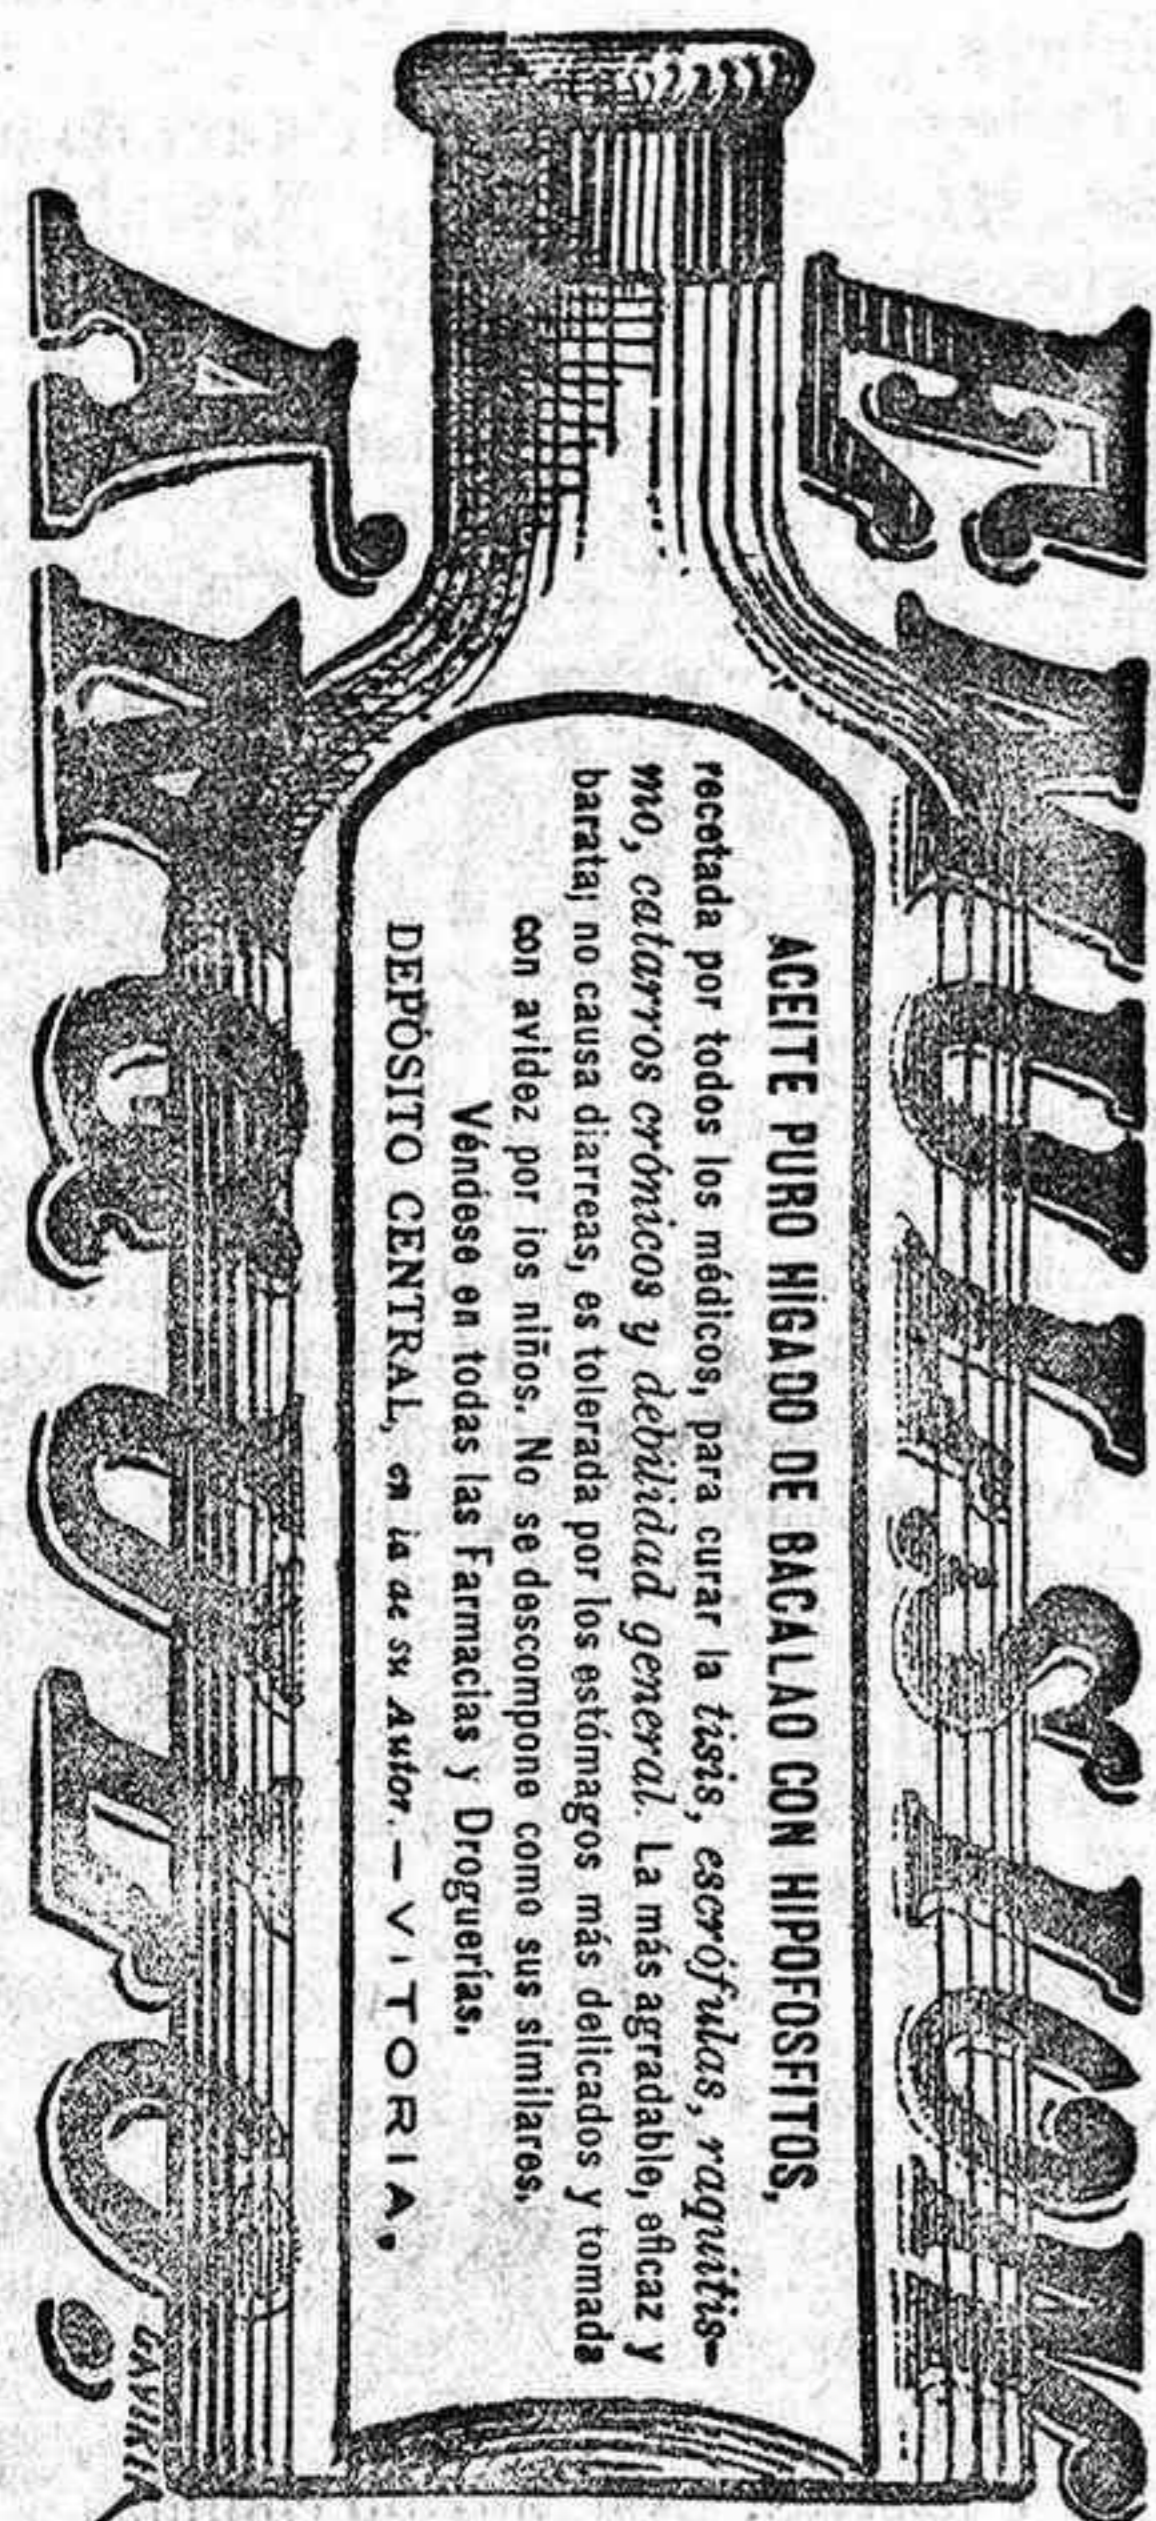 EMULSIÓN
ACEITE PURO HÍGADO DE BACALAO CON HIPOFOSFITOS,
recetada por todos los médicos, para curar la tisis, escrófulas, raquitis-
mo, catarros crónicos y debilidad general. La más agradable, eficaz y
barata; no causa diarreas, es tolerada por los estómagos más delicados y tomada
con avidez por los niños. No se descompone como sus similares.
Véndese en todas las Farmacias y Droguerías.
DEPÓSITO CENTRAL, en la de su Autor.—VITORIA.
GAVIRIA